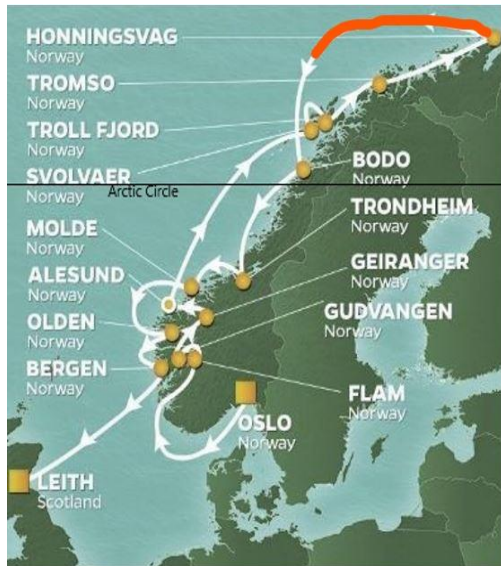 HONNINGSVAG
Norway
TROMSO
Norway
TROLL FJORD
Norway
SVOLVAER
Norway
Arctic Circle
BODO
Norway
MOLDE
Norway
TRONDHEIM
Norway
ALESUND
Norway
GEIRANGER
Norway
OLDEN
Norway
GUDVANGEN
Norway
BERGEN
Norway
FLAM
Norway
OSLO
Norway
LEITH
Scotland